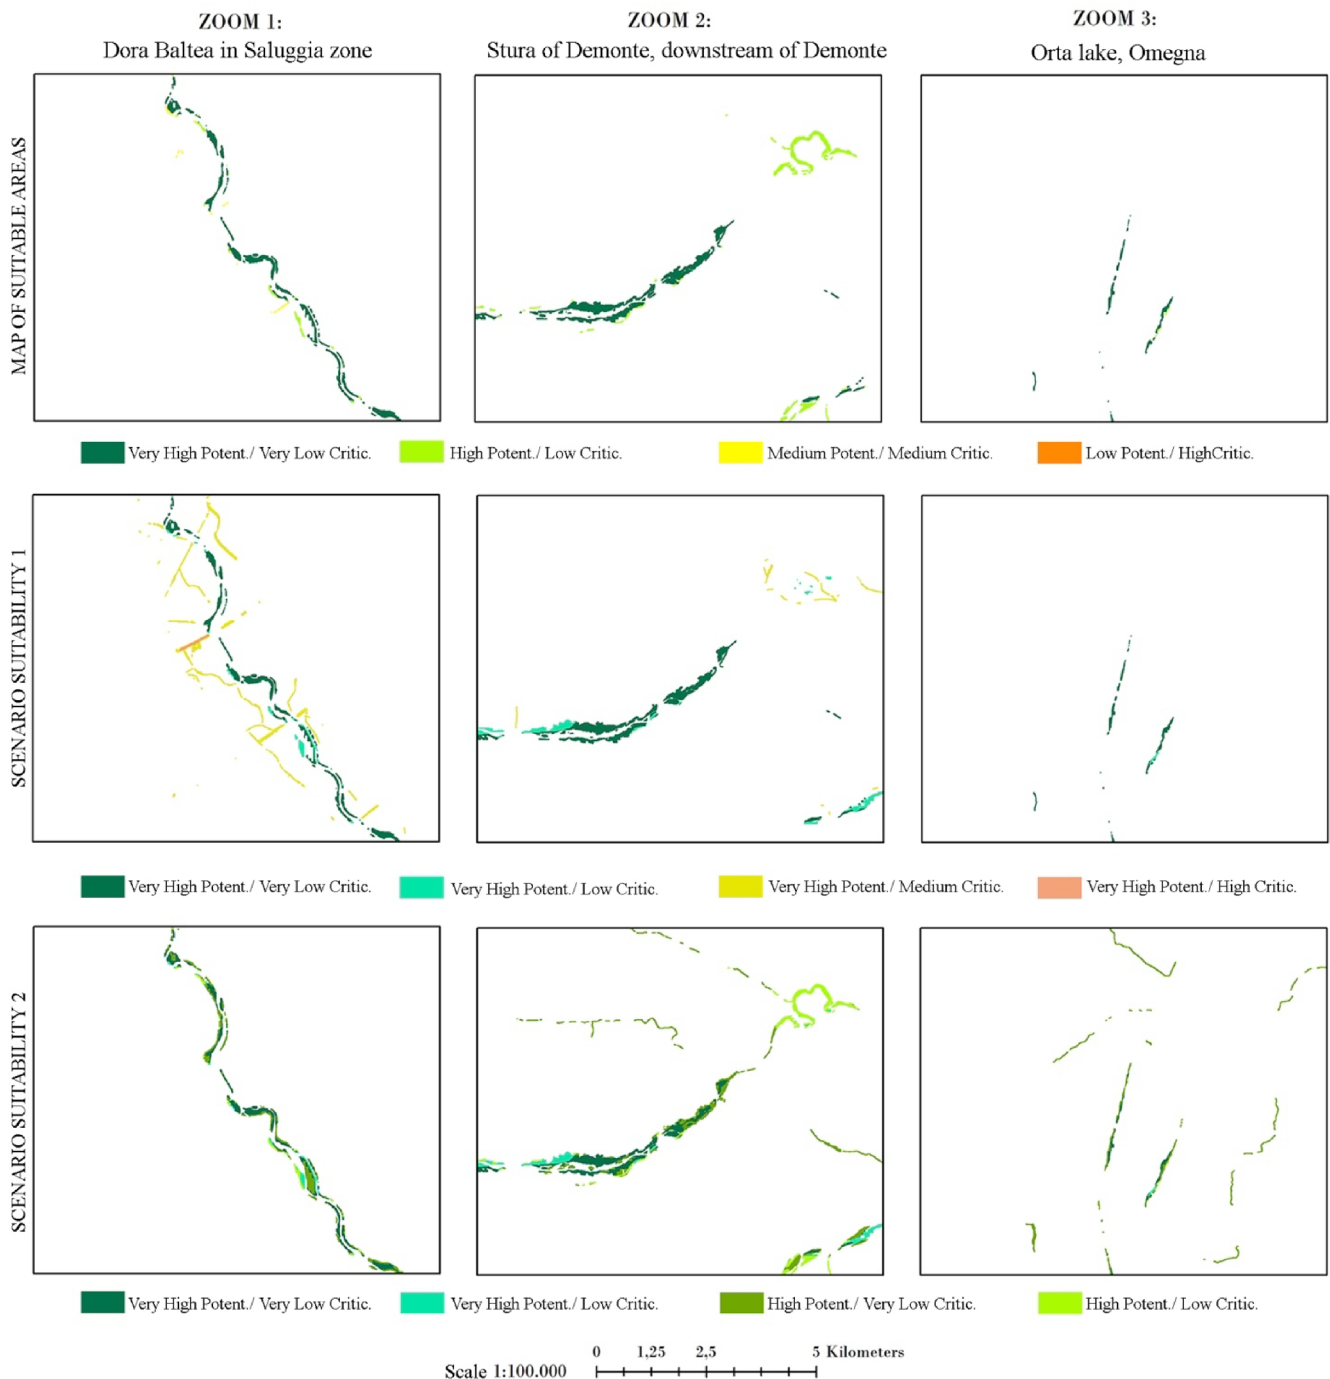 ZOOM 1:
Dora Baltea in Saluggia zone
ZOOM 2:
Stura of Demonte, downstream of Demonte
ZOOM 3:
Orta lake, Omegna
MAP OF SUITABLE AREAS
Very High Potent./ Very Low Critic.
High Potent./ Low Critic.
Medium Potent./ Medium Critic.
Low Potent./ HighCritic.
SCENARIO SUITABILITY 1
Very High Potent./ Very Low Critic.
Very High Potent./ Low Critic.
Very High Potent./ Medium Critic.
Very High Potent./ High Critic.
SCENARIO SUITABILITY 2
Very High Potent./ Very Low Critic.
Very High Potent./ Low Critic.
High Potent./ Very Low Critic.
High Potent./ Low Critic.
Scale 1:100.000
0 1,25 2,5 5 Kilometers